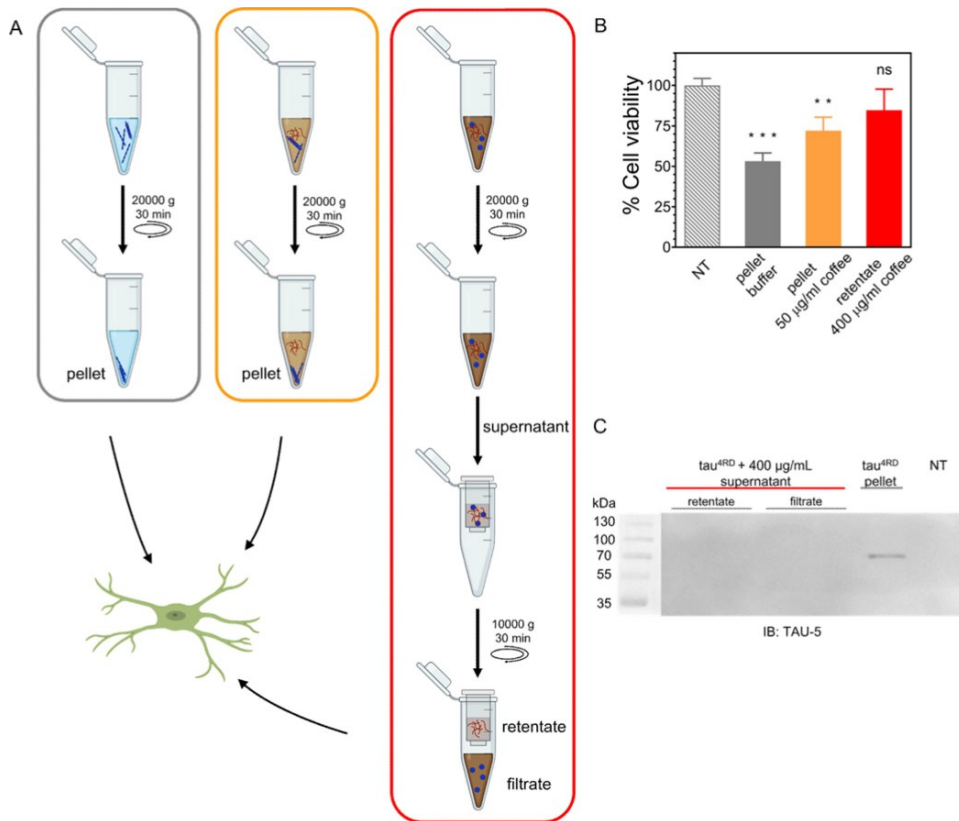 A
20000 g
30 min
pellet
20000 g
30 min
pellet
20000 g
30 min
supernatant
10000 g
30 min
retentate
filtrate
B
% Cell viability
100
75
50
25
0
***
**
ns
NT
pellet
buffer
pellet
50 µg/ml coffee
retentate
400 µg/ml coffee
C
tau4RD + 400 µg/mL
supernatant
tau4RD
pellet
NT
retentate
filtrate
kDa
130
100
70
55
35
IB: TAU-5